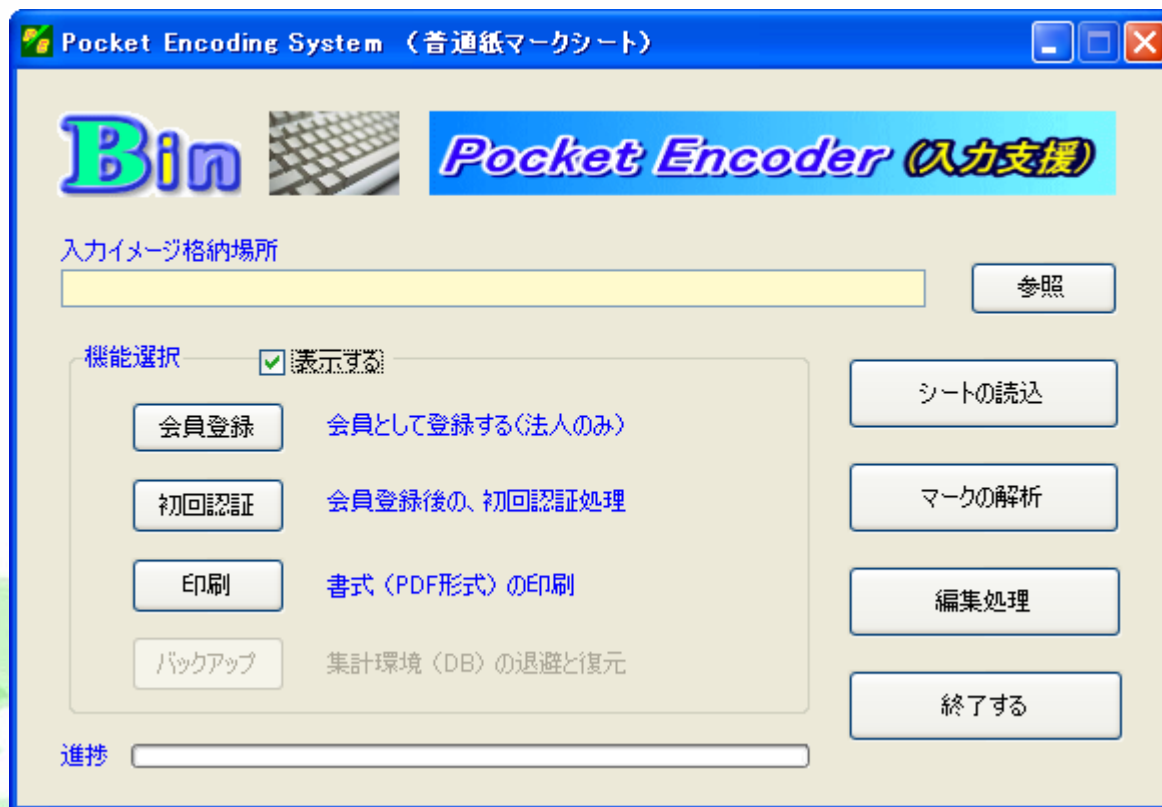 Pocket Encoding System （普通紙マークシート）
Bin
Pocket Encoder (入力支援)
入力イメージ格納場所
参照
機能選択 表示する
会員登録 会員として登録する（法人のみ）
初回認証 会員登録後の、初回認証処理
印刷 書式（PDF形式）の印刷
バックアップ 集計環境（DB）の退避と復元
シートの読込
マークの解析
編集処理
終了する
進捗